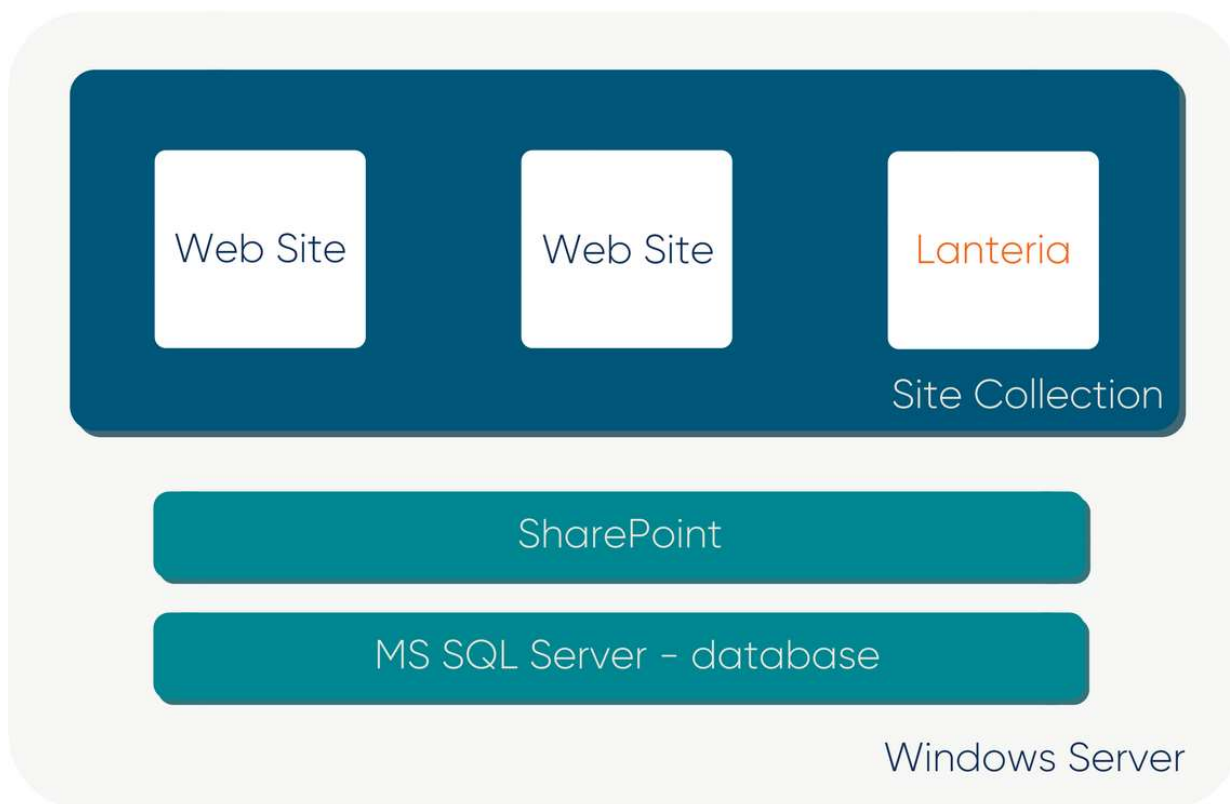 Web Site
Web Site
Lanteria
Site Collection
SharePoint
MS SQL Server - database
Windows Server